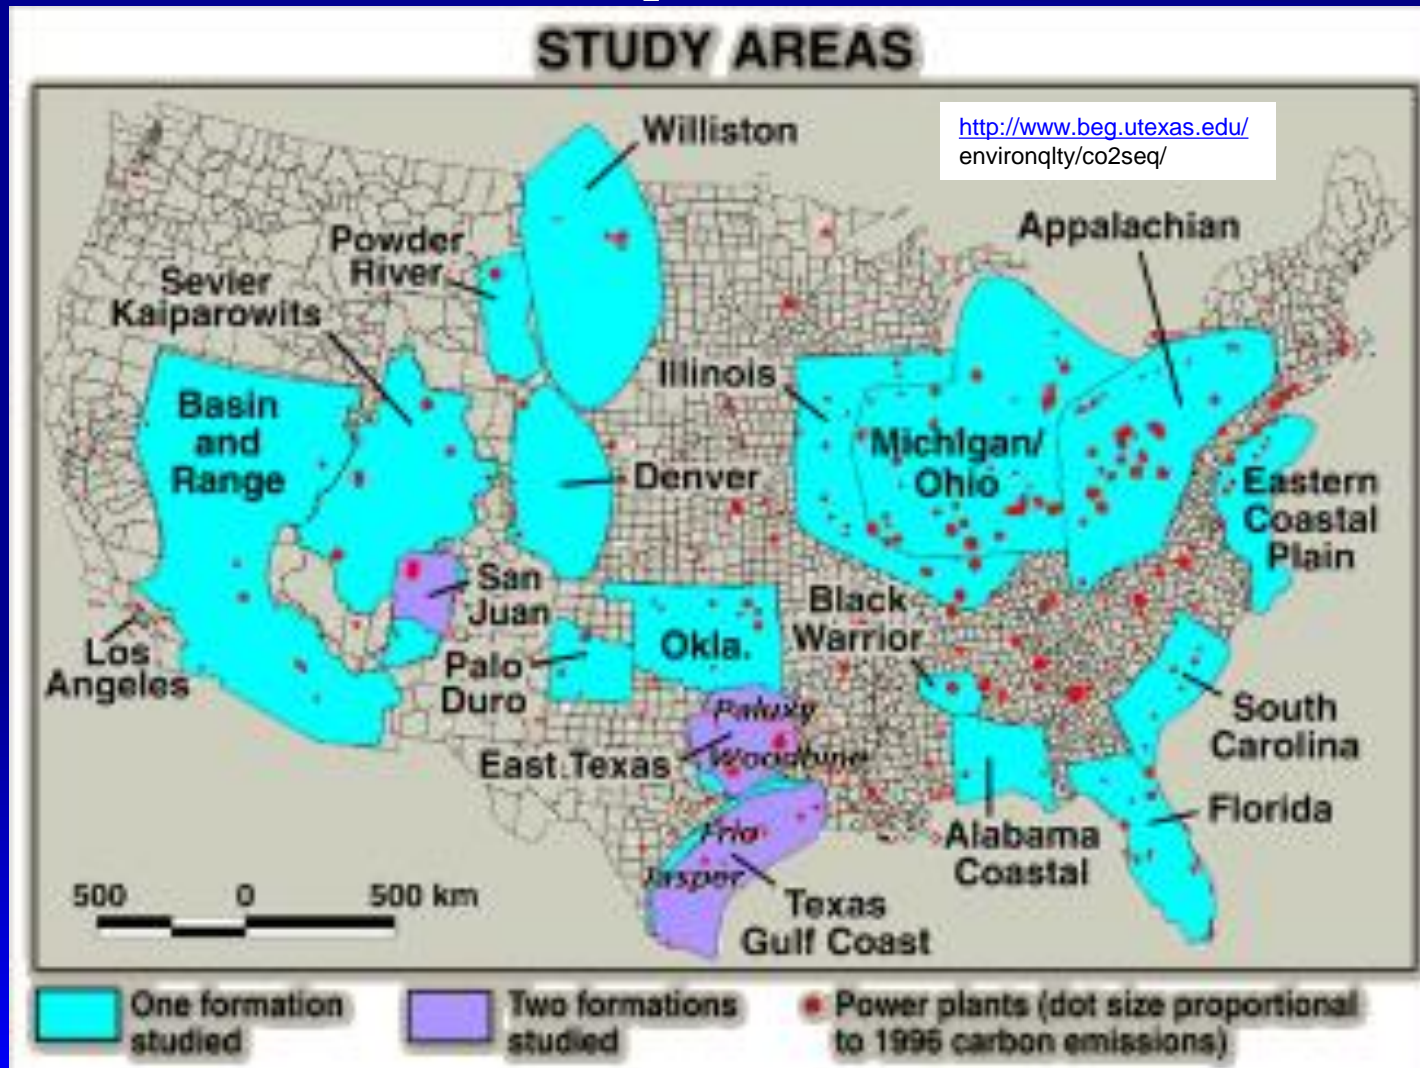 STUDY AREAS
http://www.beg.utexas.edu/
environqlty/co2seq/
Williston
Appalachian
Powder
River
Sevier
Kaiparowits
Illinois
Basin
and
Range
Michigan/
Ohio
Denver
Eastern
Coastal
Plain
San
Juan
Black
Warrior
Los
Angeles
Palo
Duro
Okla.
Paluxy
Woodbine
East Texas
South
Carolina
Florida
Frio
Jasper
Alabama
Coastal
Texas
Gulf Coast
500 0 500 km
One formation
studied
Two formations
studied
Power plants (dot size proportional
to 1996 carbon emissions)